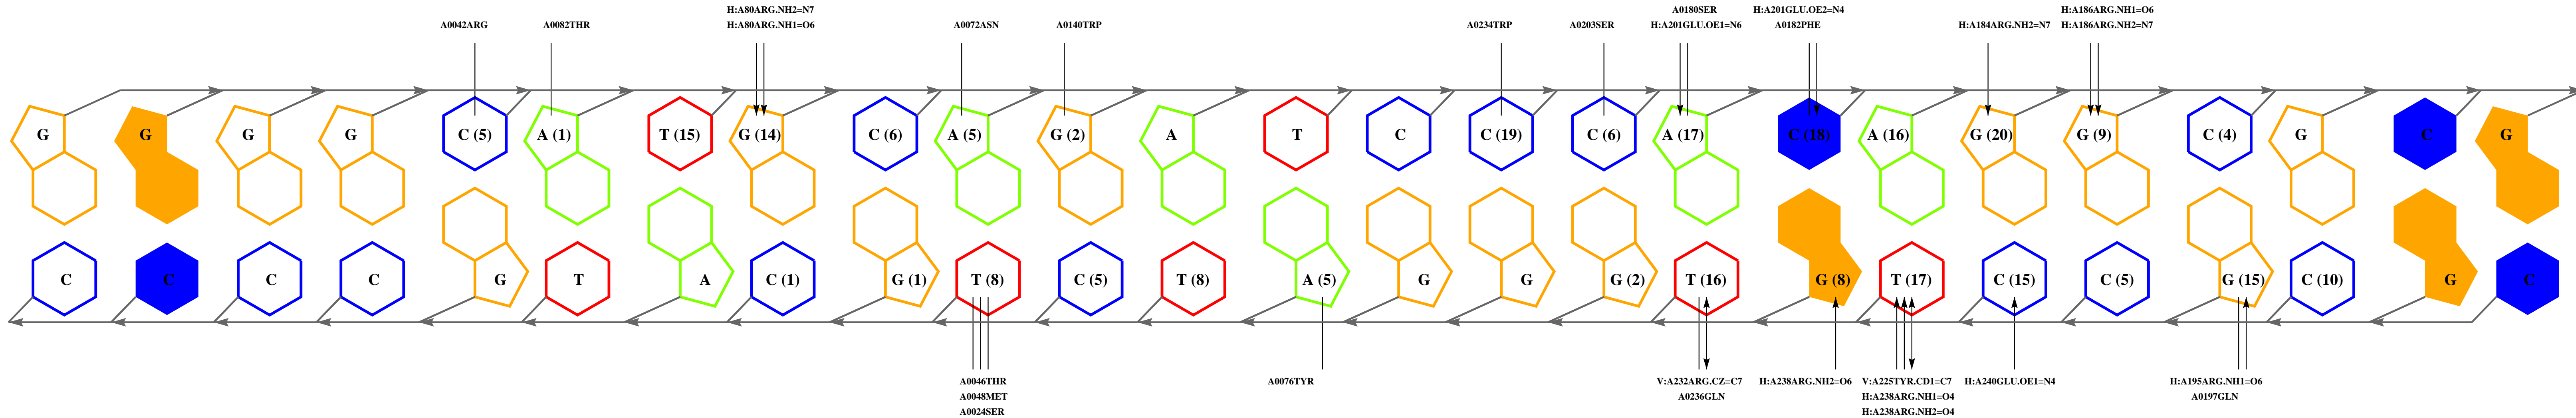 H:A80ARG.NH2=N7
H:A80ARG.NH1=O6
A0042ARG
A0082THR
A0072ASN
A0140TRP
A0234TRP
A0203SER
A0180SER
H:A201GLU.OE1=N6
H:A201GLU.OE2=N4
A0182PHE
H:A184ARG.NH2=N7
H:A186ARG.NH1=O6
H:A186ARG.NH2=N7
G G G G C (5) A (1) T (15) G (14) C (6) A (5) G (2) A T C C (19) C (6) A (17) C (18) A (16) G (20) G (9) C (4) G C G
C C C C G T A C (1) G (1) T (8) C (5) T (8) A (5) G G G (2) T (16) G (8) T (17) C (15) C (5) G (15) C (10) G C
A0046THR
A0048MET
A0024SER
A0076TYR
V:A232ARG.CZ=C7
A0236GLN
H:A238ARG.NH2=O6
V:A225TYR.CD1=C7
H:A238ARG.NH1=O4
H:A238ARG.NH2=O4
H:A240GLU.OE1=N4
H:A195ARG.NH1=O6
A0197GLN